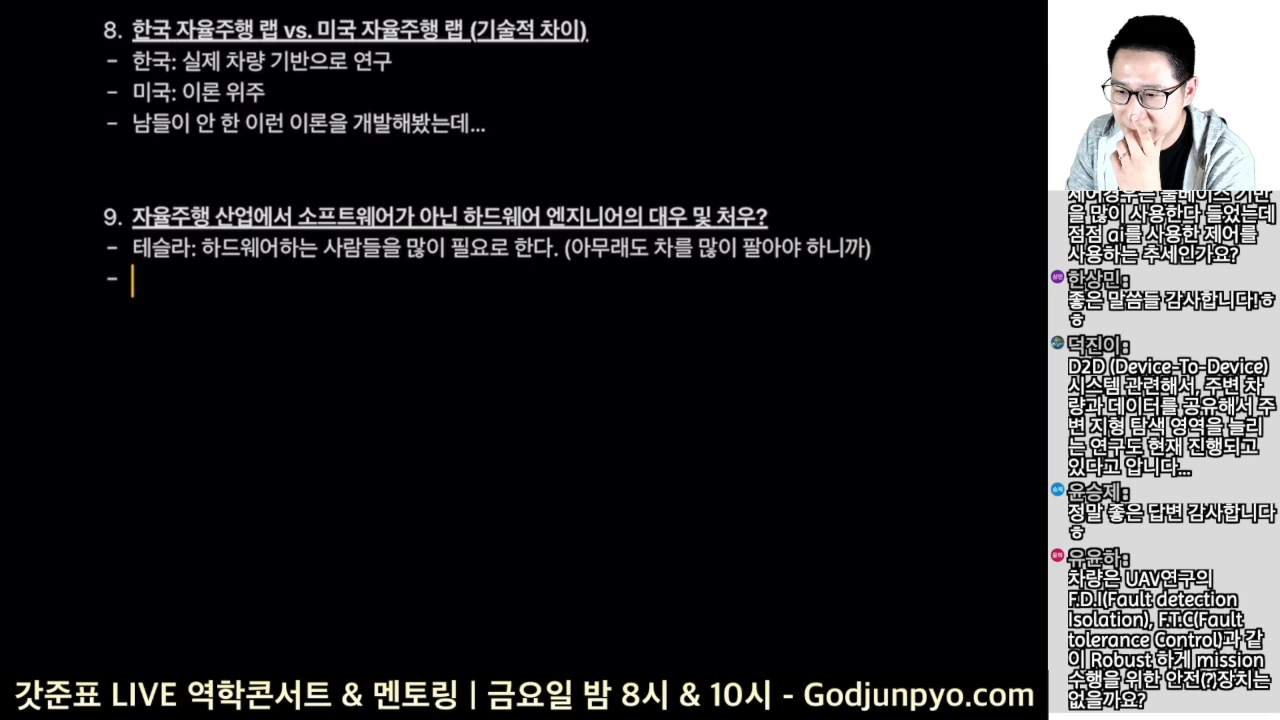 8. 한국 자율주행 랩 vs. 미국 자율주행 랩 (기술적 차이)
- 한국: 실제 차량 기반으로 연구
- 미국: 이론 위주
- 남들이 안 한 이런 이론을 개발해봤는데...
9. 자율주행 산업에서 소프트웨어가 아닌 하드웨어 엔지니어의 대우 및 처우?
- 테슬라: 하드웨어하는 사람들을 많이 필요로 한다. (아무래도 차를 많이 팔아야 하니까)
-
제어경우는 룰베이스 기반
을 많이 사용한다 들었는데
점점 ai를 사용한 제어를
사용하는 추세인가요?
한상민:
좋은 말씀들 감사합니다!ㅎ
ㅎ
덕진이:
D2D (Device-To-Device)
시스템 관련해서, 주변 차
량과 데이터를 공유해서 주
변 지형 탐색 영역을 늘리
는 연구도 현재 진행되고
있다고 압니다...
윤승제:
정말 좋은 답변 감사합니다
ㅎ
유윤하:
차량은 UAV연구의
F.D.I(Fault detection
Isolation), F.T.C(Fault
tolerance Control)과 같
이 Robust 하게 mission
수행을 위한 안전(?)장치는
없을까요?
갓준표 LIVE 역학콘서트 & 멘토링 | 금요일 밤 8시 & 10시 - Godjunpyo.com